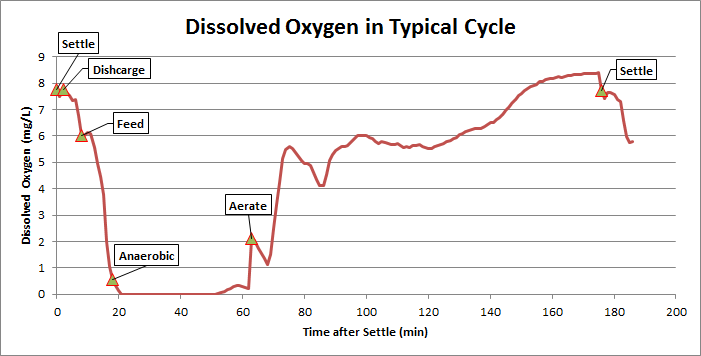 Dissolved Oxygen in Typical Cycle
Dissolved Oxygen (mg/L)
9
8
7
6
5
4
3
2
1
0
Settle
Dishcarge
Feed
Anaerobic
Aerate
Settle
0 20 40 60 80 100 120 140 160 180 200
Time after Settle (min)